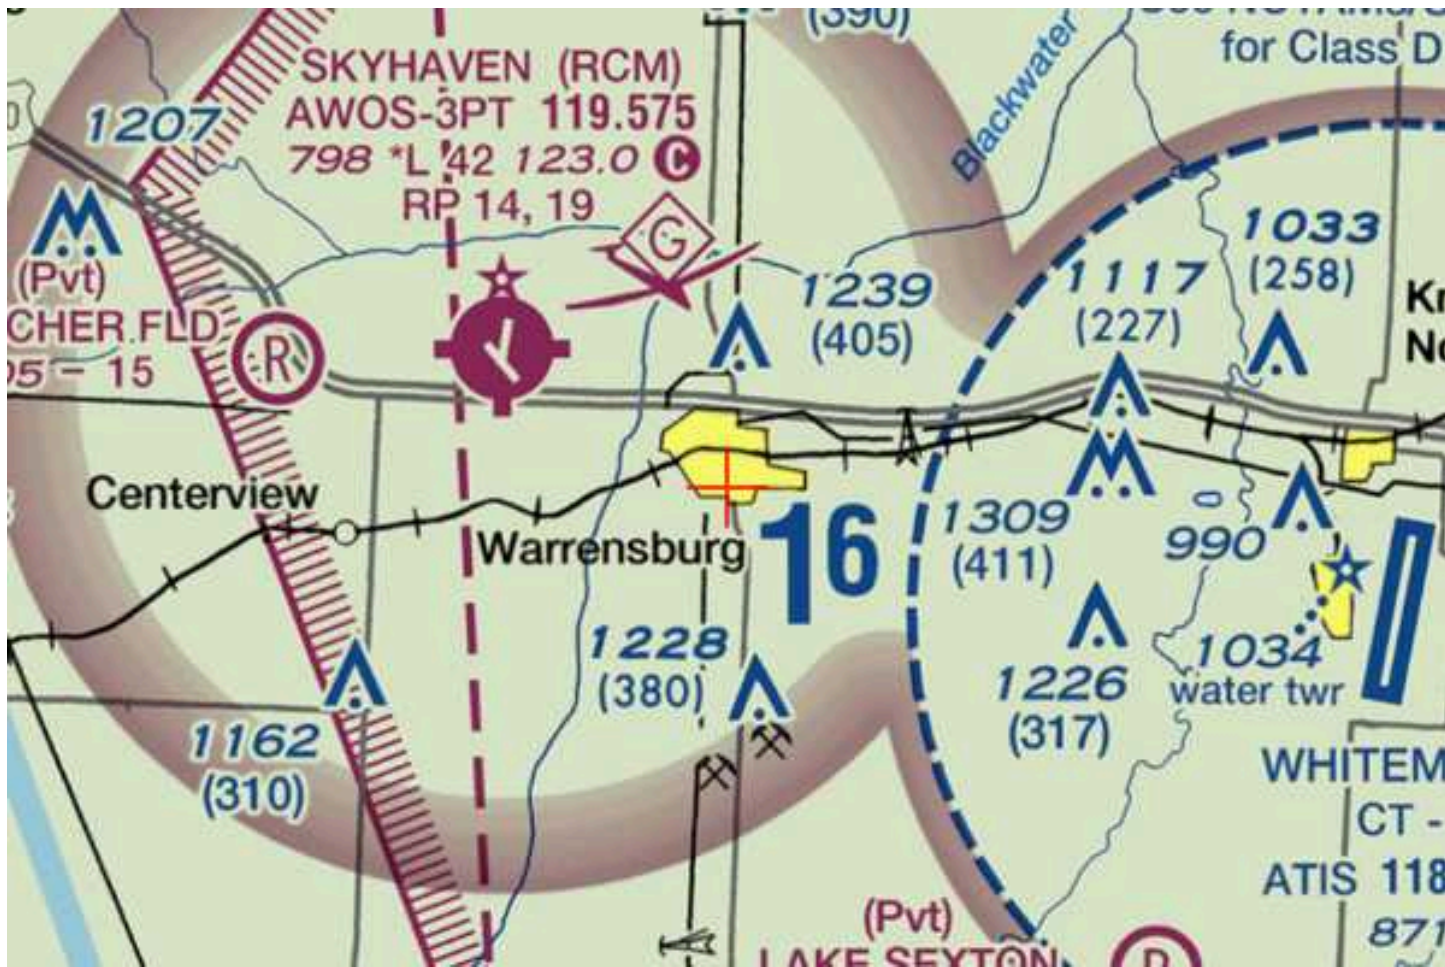 (390)
for Class D
SKYHAVEN (RCM)
AWOS-3PT 119.575
798 *L 42 123.0 C
RP 14, 19
1207
Blackwater
G
1033
(258)
1117
(227)
1239
(405)
(Pvt)
CHER FLD
05 - 15
R
Centerview
Warrensburg
16
1309
(411)
990
1228
(380)
1226
(317)
1034
water twr
1162
(310)
WHITEM
CT -
ATIS 118
871
(Pvt)
LAKE SEXTON
R